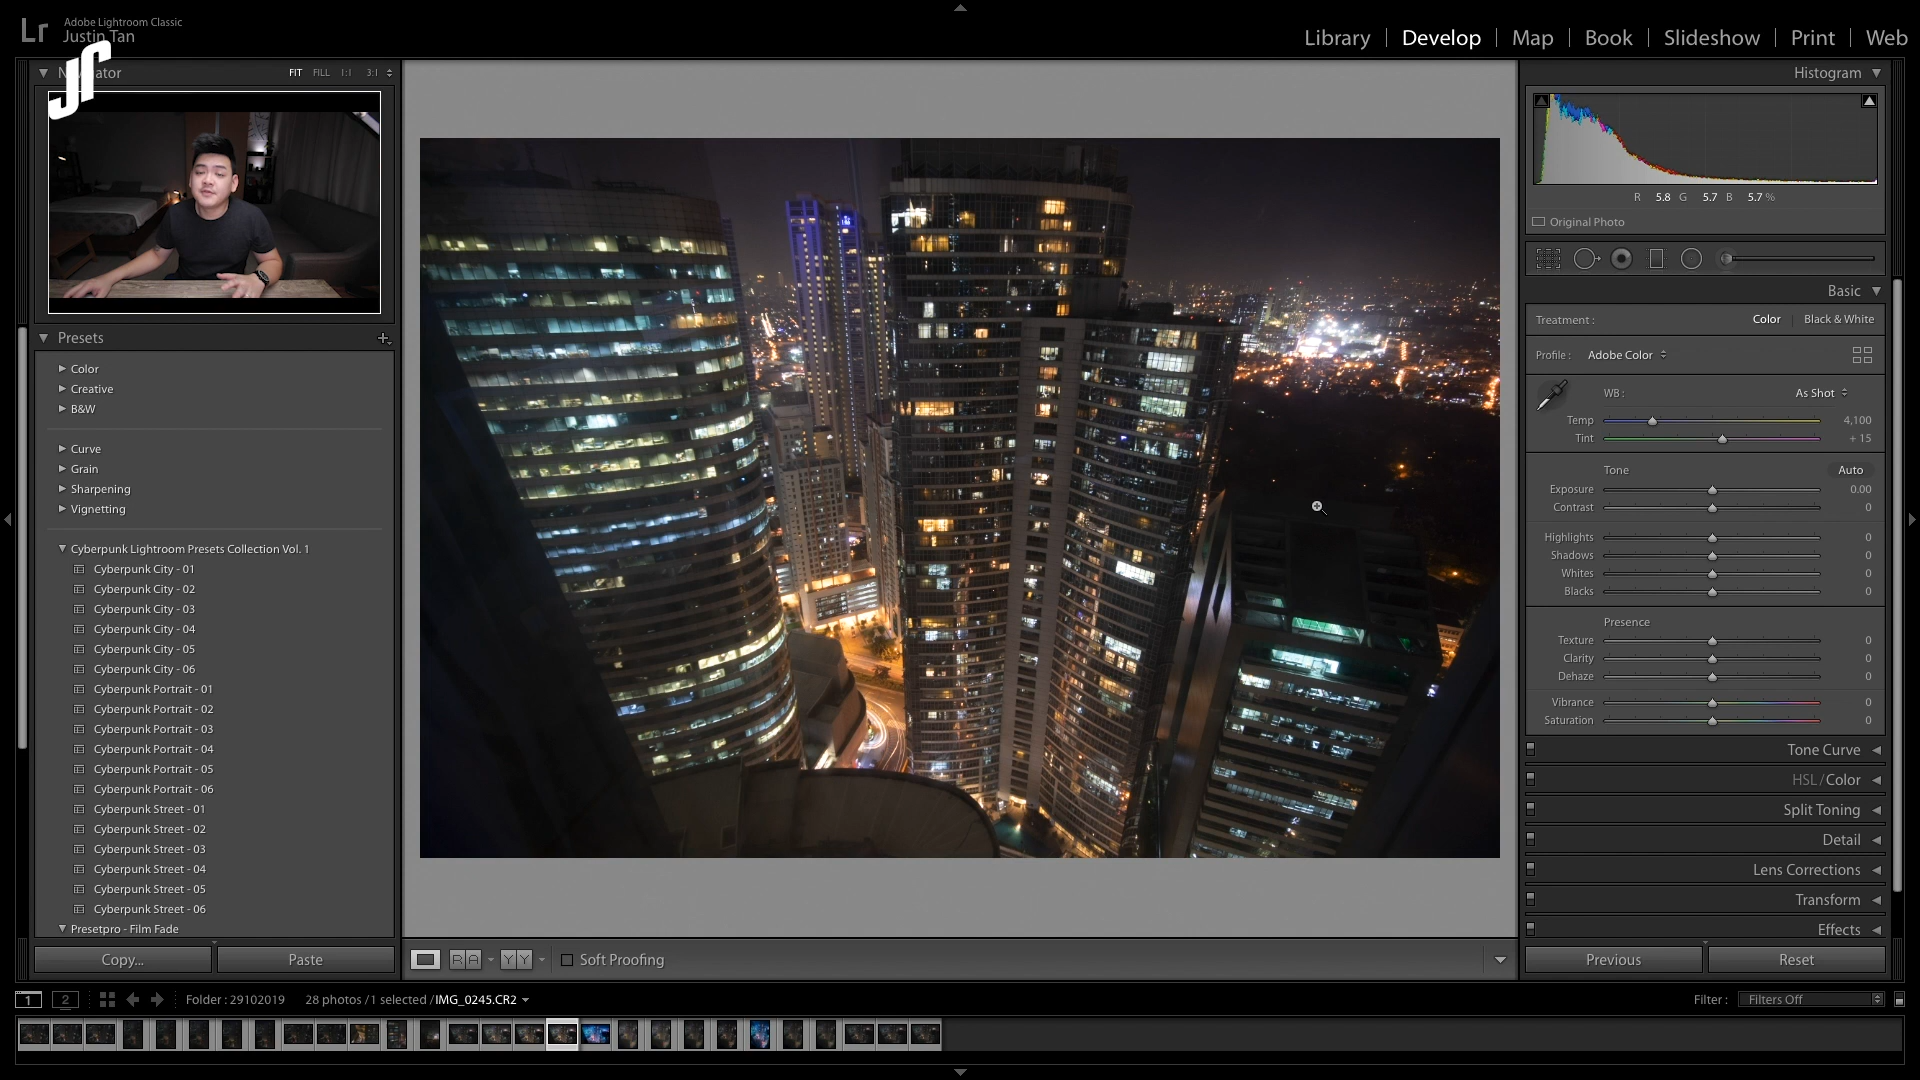 Lr
Adobe Lightroom Classic
Justin Tan
Library | Develop | Map | Book | Slideshow | Print | Web
FIT FILL 1:1 3:1
Presets
Color
Creative
B&W
Curve
Grain
Sharpening
Vignetting
Cyberpunk Lightroom Presets Collection Vol. 1
Cyberpunk City - 01
Cyberpunk City - 02
Cyberpunk City - 03
Cyberpunk City - 04
Cyberpunk City - 05
Cyberpunk City - 06
Cyberpunk Portrait - 01
Cyberpunk Portrait - 02
Cyberpunk Portrait - 03
Cyberpunk Portrait - 04
Cyberpunk Portrait - 05
Cyberpunk Portrait - 06
Cyberpunk Street - 01
Cyberpunk Street - 02
Cyberpunk Street - 03
Cyberpunk Street - 04
Cyberpunk Street - 05
Cyberpunk Street - 06
Presetpro - Film Fade
Copy... Paste
R A Y Y Soft Proofing
Histogram
R 5.8 G 5.7 B 5.7 %
Original Photo
Basic
Treatment : Color | Black & White
Profile : Adobe Color
WB : As Shot
Temp 4,100
Tint + 15
Tone Auto
Exposure 0.00
Contrast 0
Highlights 0
Shadows 0
Whites 0
Blacks 0
Presence
Texture 0
Clarity 0
Dehaze 0
Vibrance 0
Saturation 0
Tone Curve
HSL / Color
Split Toning
Detail
Lens Corrections
Transform
Effects
Previous Reset
1 2 Folder : 29102019 28 photos / 1 selected / IMG_0245.CR2 Filter : Filters Off